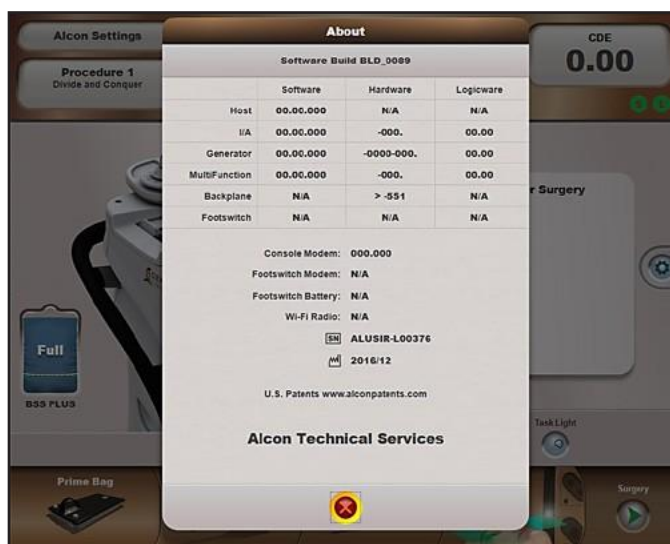 Alcon Settings
Procedure 1
Divide and Conquer
About
Software Build BLD_0089
Software Hardware Logicware
Host 00.00.000 N/A N/A
I/A 00.00.000 -000. 00.00
Generator 00.00.000 -0000-000. 00.00
MultiFunction 00.00.000 -000. 00.00
Backplane N/A > -551 N/A
Footswitch N/A N/A N/A
Console Modem: 000.000
Footswitch Modem: N/A
Footswitch Battery: N/A
Wi-Fi Radio: N/A
SN ALUSIR-L00376
2016/12
U.S. Patents www.alconpatents.com
Alcon Technical Services
CDE
0.00
r Surgery
Full
BSS PLUS
Task Light
Prime Bag
Surgery